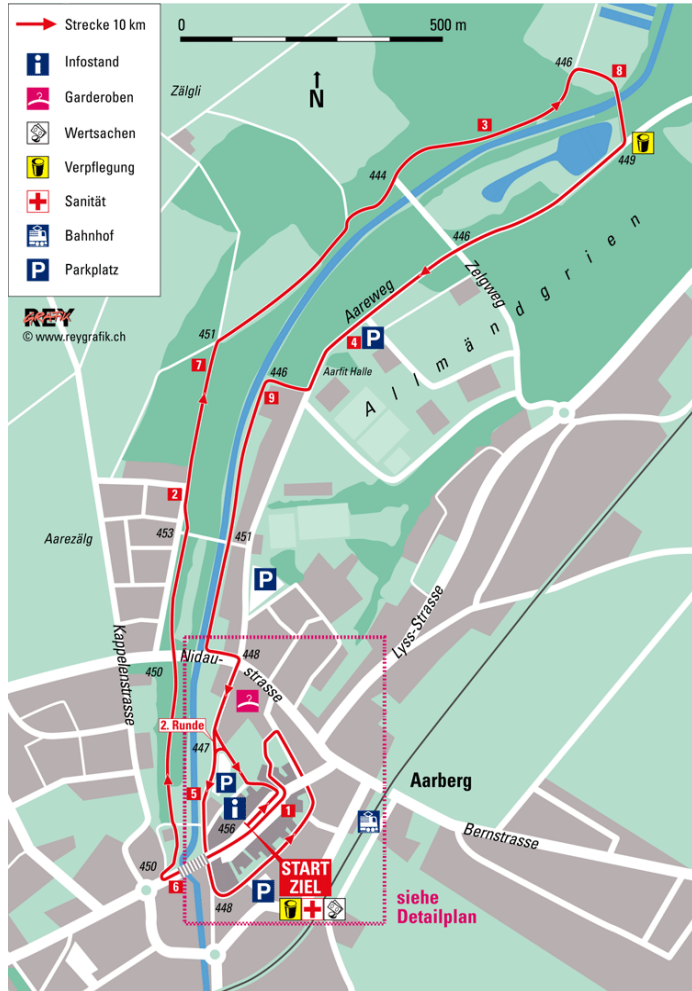 Strecke 10 km
Infostand
Garderoben
Wertsachen
Verpflegung
Sanität
Bahnhof
Parkplatz
REY
GRAFIK
© www.reygrafik.ch
0
500 m
N
Zälgli
446
8
3
449
444
446
Zelgweg
Allmändgrien
Aareweg
4
P
451
7
446
Aarfit Halle
9
2
453
451
Aarezälg
P
Kappelenstrasse
Lyss-Strasse
450
Nidau-
strasse
448
2. Runde
447
P
5
1
456
Aarberg
Bernstrasse
450
6
START
ZIEL
P
448
siehe
Detailplan